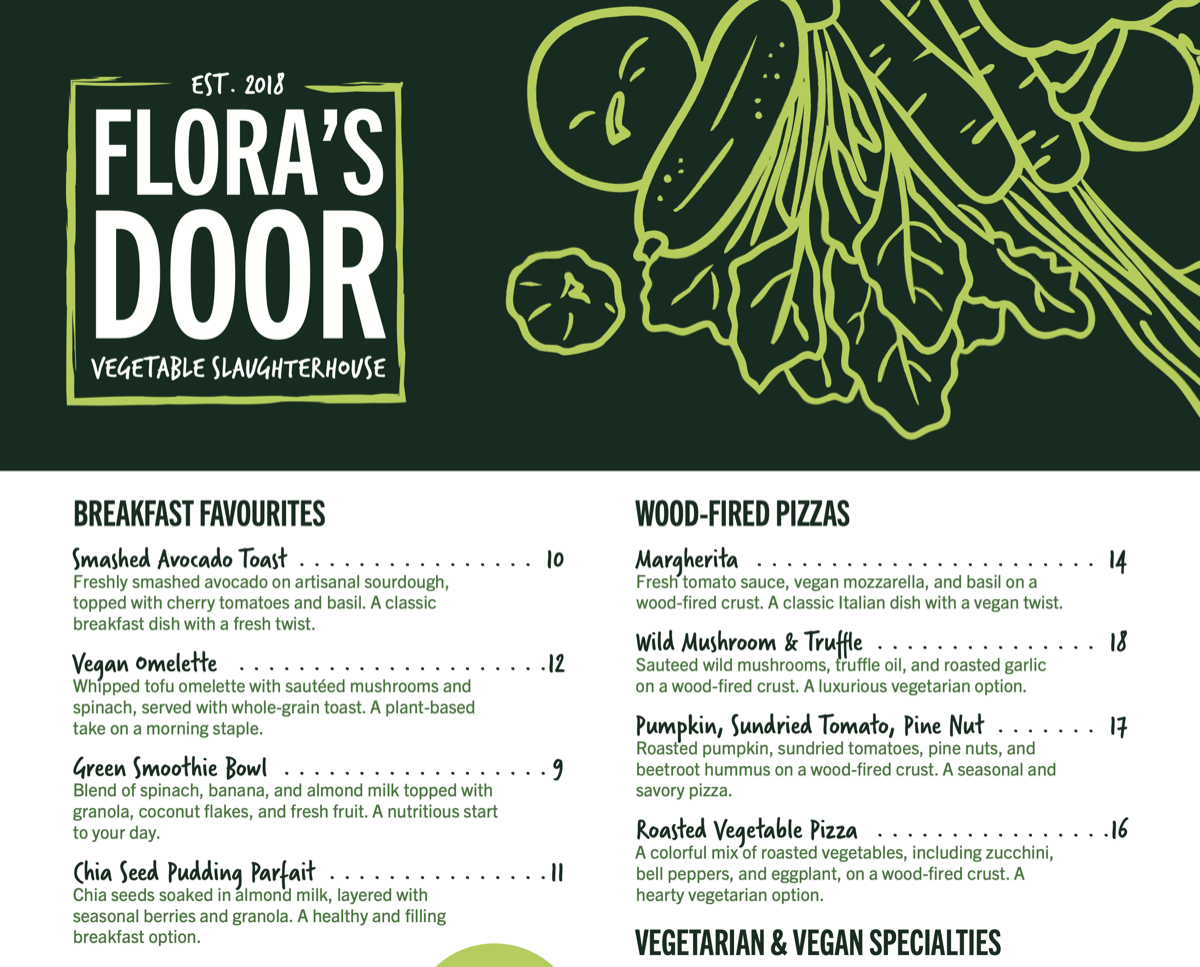 EST. 2018
FLORA'S
DOOR
VEGETABLE SLAUGHTERHOUSE
BREAKFAST FAVOURITES
Smashed Avocado Toast . . . . . . . . . . . . . . . . 10
Freshly smashed avocado on artisanal sourdough,
topped with cherry tomatoes and basil. A classic
breakfast dish with a fresh twist.
Vegan Omelette . . . . . . . . . . . . . . . . . . . . .12
Whipped tofu omelette with sautéed mushrooms and
spinach, served with whole-grain toast. A plant-based
take on a morning staple.
Green Smoothie Bowl . . . . . . . . . . . . . . . . . . 9
Blend of spinach, banana, and almond milk topped with
granola, coconut flakes, and fresh fruit. A nutritious start
to your day.
Chia Seed Pudding Parfait . . . . . . . . . . . . . . . 11
Chia seeds soaked in almond milk, layered with
seasonal berries and granola. A healthy and filling
breakfast option.
WOOD-FIRED PIZZAS
Margherita . . . . . . . . . . . . . . . . . . . . . . . 14
Fresh tomato sauce, vegan mozzarella, and basil on a
wood-fired crust. A classic Italian dish with a vegan twist.
Wild Mushroom & Truffle . . . . . . . . . . . . . . . 18
Sauteed wild mushrooms, truffle oil, and roasted garlic
on a wood-fired crust. A luxurious vegetarian option.
Pumpkin, Sundried Tomato, Pine Nut . . . . . . . 17
Roasted pumpkin, sundried tomatoes, pine nuts, and
beetroot hummus on a wood-fired crust. A seasonal and
savory pizza.
Roasted Vegetable Pizza . . . . . . . . . . . . . . . .16
A colorful mix of roasted vegetables, including zucchini,
bell peppers, and eggplant, on a wood-fired crust. A
hearty vegetarian option.
VEGETARIAN & VEGAN SPECIALTIES